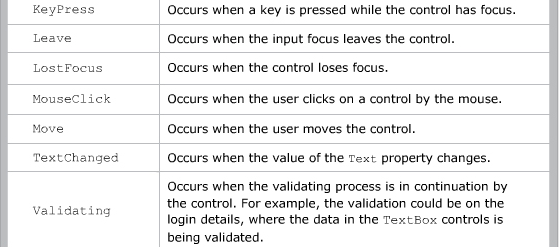 KeyPress Occurs when a key is pressed while the control has focus.
Leave Occurs when the input focus leaves the control.
LostFocus Occurs when the control loses focus.
MouseClick Occurs when the user clicks on a control by the mouse.
Move Occurs when the user moves the control.
TextChanged Occurs when the value of the Text property changes.
Occurs when the validating process is in continuation by
the control. For example, the validation could be on the
Validating login details, where the data in the TextBox controls is
being validated.